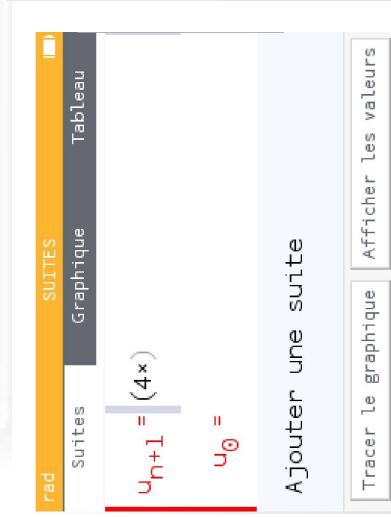 rad SUITES
Suites Graphique Tableau
uₙ₊₁ = (4×)
u₀ =
Ajouter une suite
Tracer le graphique Afficher les valeurs